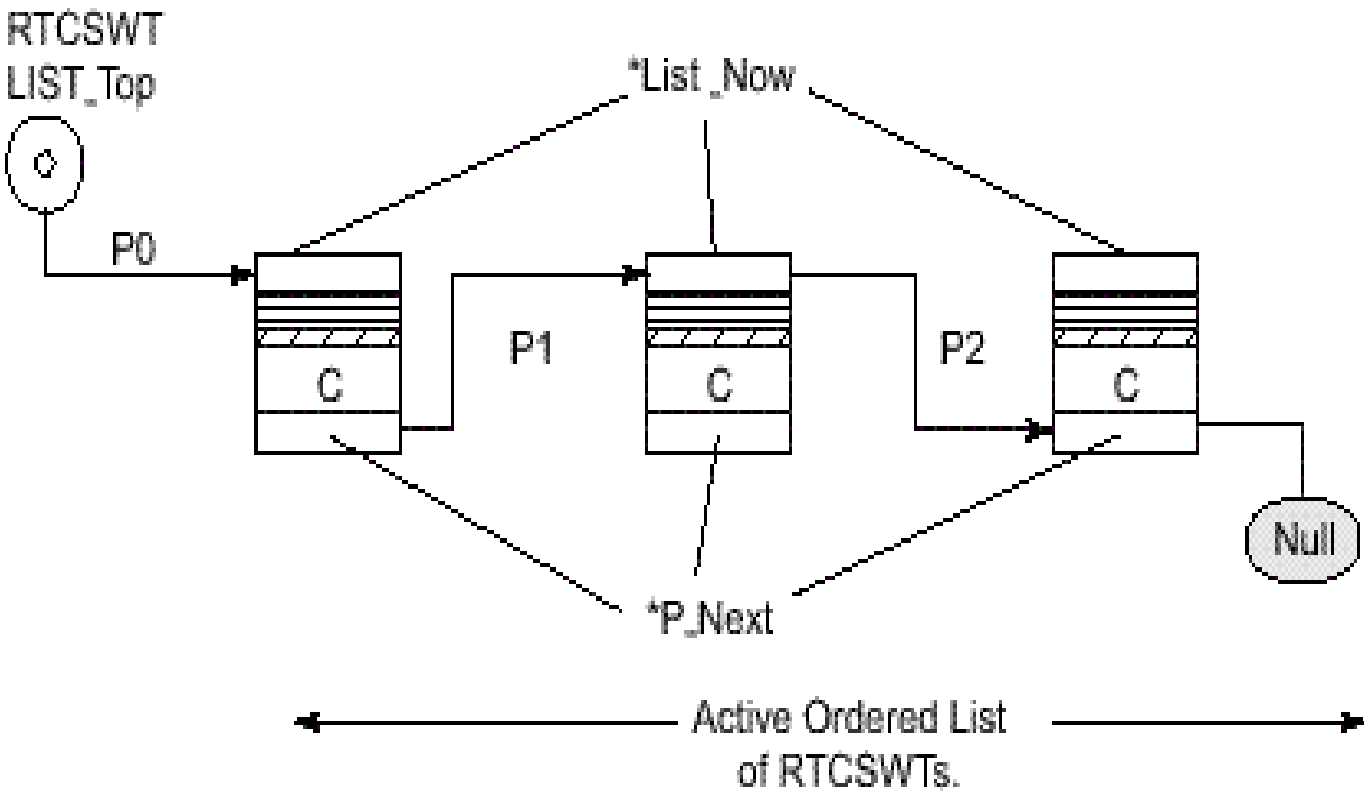 RTCSWT
LIST_Top
*List_Now
P0
P1
P2
C
C
C
Null
*P_Next
Active Ordered List
of RTCSWTs.